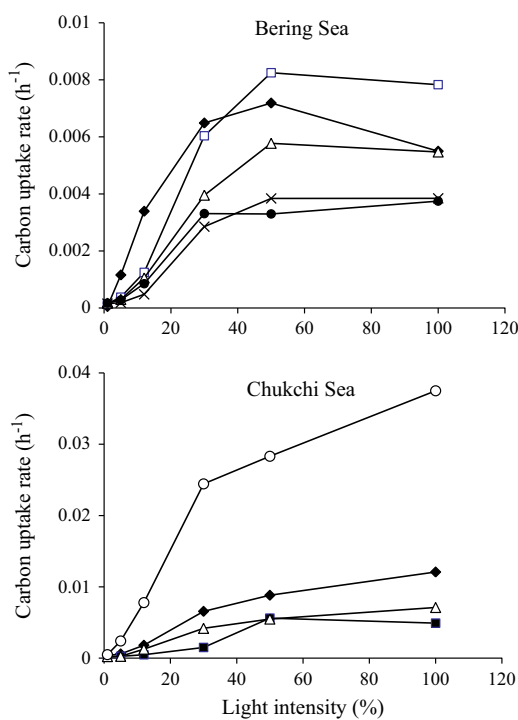 Bering Sea
Carbon uptake rate (h⁻¹)
0.01
0.008
0.006
0.004
0.002
0
0 20 40 60 80 100 120
Chukchi Sea
Carbon uptake rate (h⁻¹)
0.04
0.03
0.02
0.01
0
0 20 40 60 80 100 120
Light intensity (%)